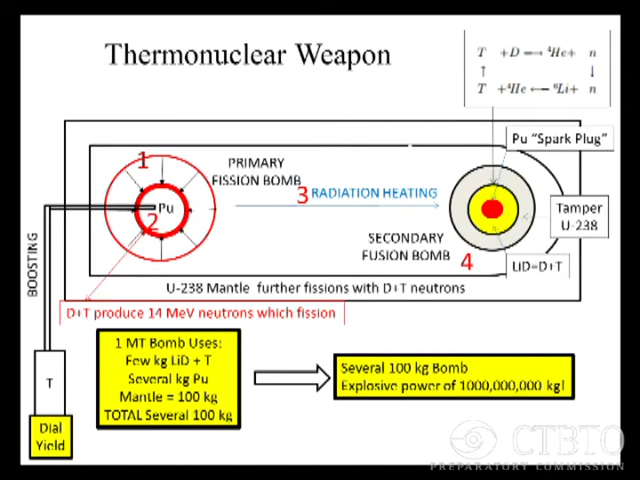 Thermonuclear Weapon
T + D ═⟹ ⁴He + n
↑ ↓
T + ⁴He ⟸═ ⁶Li + n
Pu "Spark Plug"
1
PRIMARY
FISSION BOMB
3
RADIATION HEATING
Pu
2
Tamper
U-238
SECONDARY
FUSION BOMB
4
LiD=D+T
BOOSTING
U-238 Mantle further fissions with D+T neutrons
D+T produce 14 MeV neutrons which fission
1 MT Bomb Uses:
Few kg LiD + T
Several kg Pu
Mantle = 100 kg
TOTAL Several 100 kg
Several 100 kg Bomb
Explosive power of 1000,000,000 kg!
T
Dial
Yield
CTBTO
PREPARATORY COMMISSION